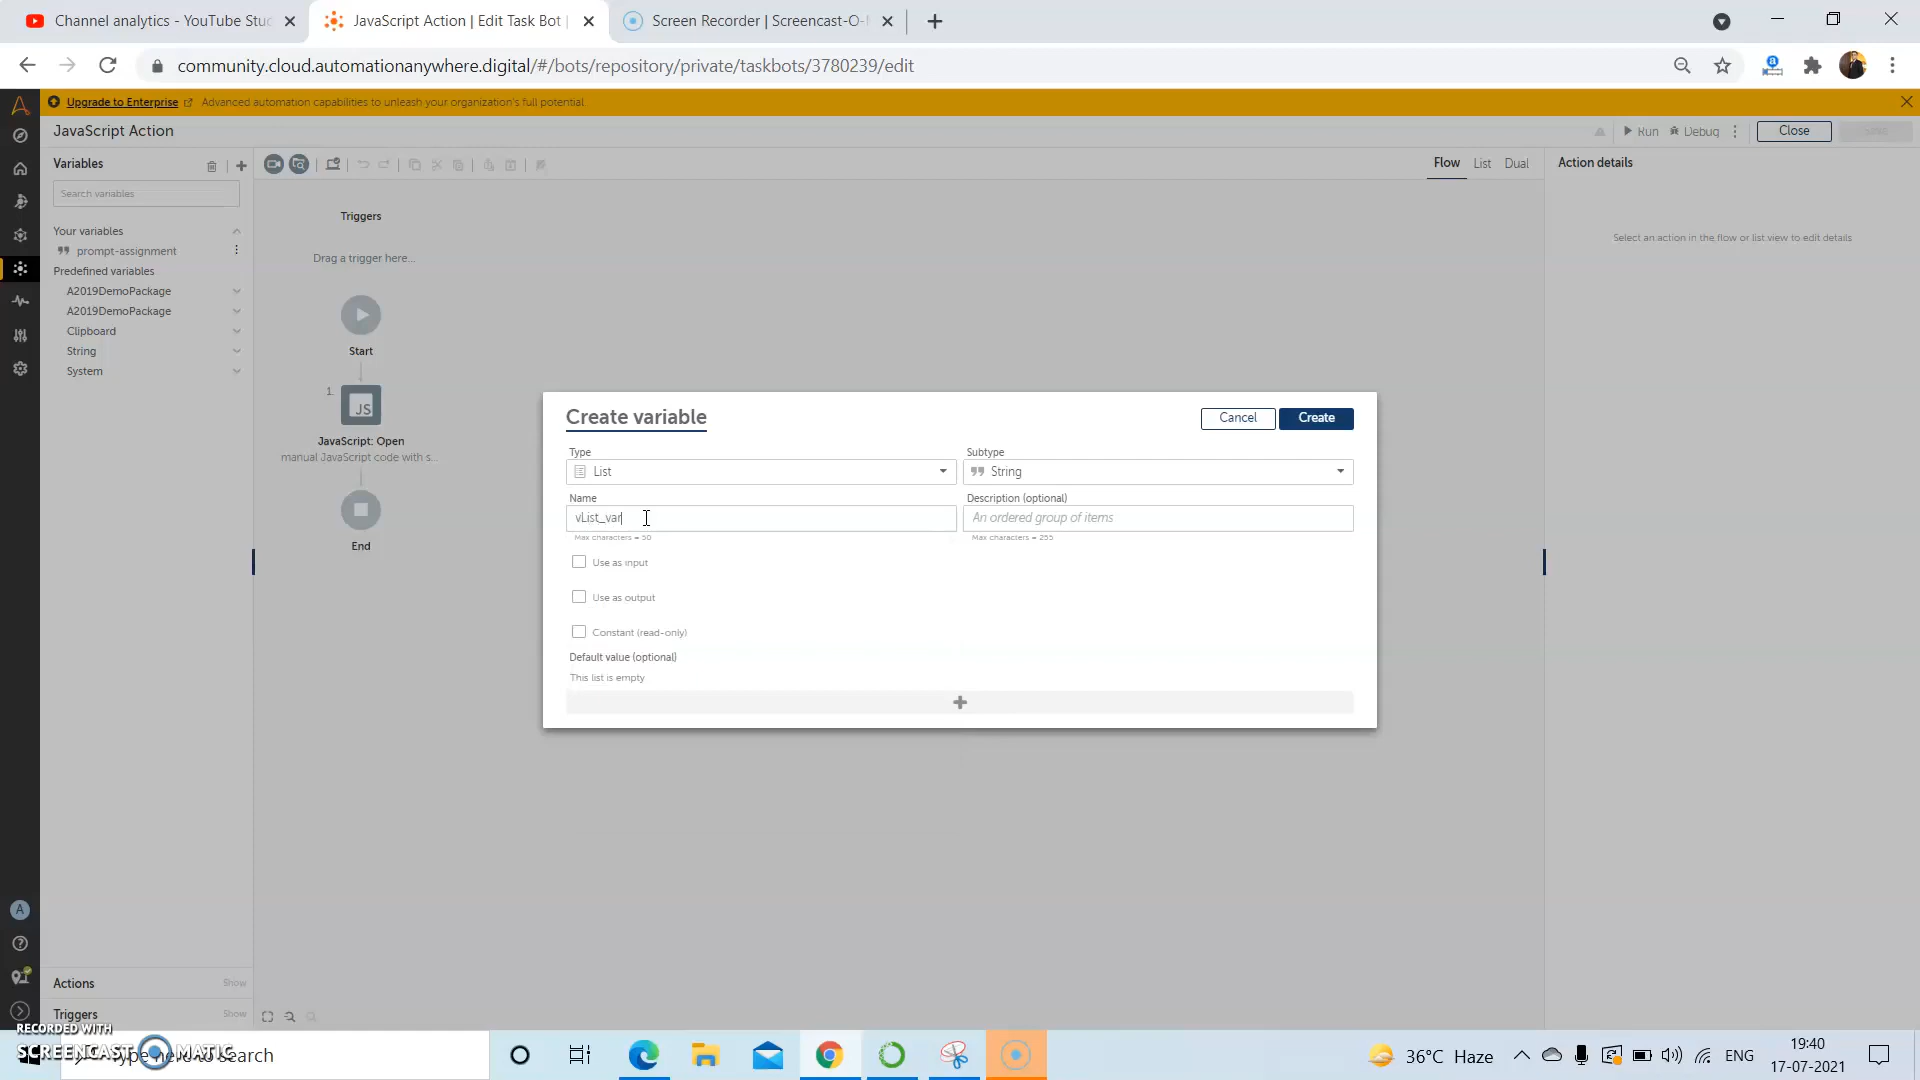 Channel analytics - YouTube Stud
JavaScript Action | Edit Task Bot |
Screen Recorder | Screencast-O-
community.cloud.automationanywhere.digital/#/bots/repository/private/taskbots/3780239/edit
Upgrade to Enterprise
Advanced automation capabilities to unleash your organization's full potential
JavaScript Action
Run
Debug
Close
Variables
Flow
List
Dual
Action details
Search variables
Your variables
prompt-assignment
Predefined variables
A2019DemoPackage
A2019DemoPackage
Clipboard
String
System
Triggers
Drag a trigger here...
Start
1.
JS
JavaScript: Open
manual JavaScript code with s...
End
Select an action in the flow or list view to edit details
Create variable
Cancel
Create
Type
Subtype
List
String
Name
Description (optional)
vList_var
An ordered group of items
Max characters = 50
Max characters = 255
Use as input
Use as output
Constant (read-only)
Default value (optional)
This list is empty
A
Actions
Show
Triggers
Show
RECORDED WITH
SCREENCAST MATIC
Type here to search
36°C Haze
ENG
19:40
17-07-2021